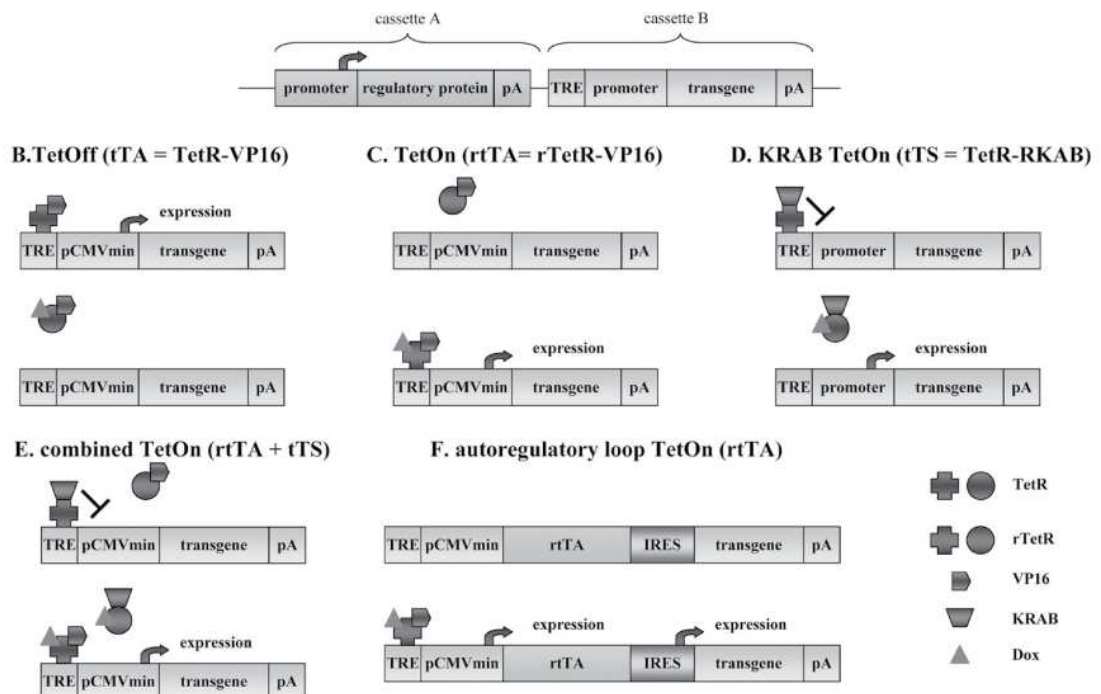 cassette A cassette B
promoter regulatory protein pA TRE promoter transgene pA
B.TetOff (tTA = TetR-VP16) C. TetOn (rtTA= rTetR-VP16) D. KRAB TetOn (tTS = TetR-RKAB)
expression
TRE pCMVmin transgene pA TRE pCMVmin transgene pA TRE promoter transgene pA
expression expression
TRE pCMVmin transgene pA TRE pCMVmin transgene pA TRE promoter transgene pA
E. combined TetOn (rtTA + tTS) F. autoregulatory loop TetOn (rtTA)
TRE pCMVmin transgene pA TRE pCMVmin rtTA IRES transgene pA
expression expression expression
TRE pCMVmin transgene pA TRE pCMVmin rtTA IRES transgene pA
TetR
rTetR
VP16
KRAB
Dox